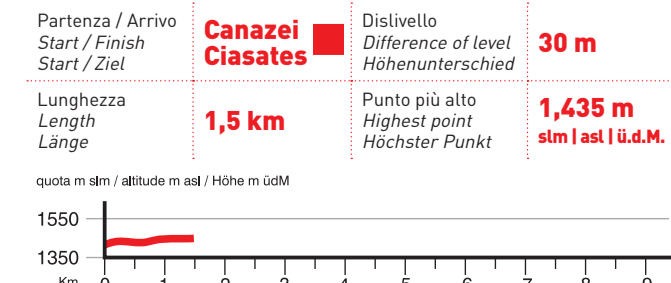 Partenza / Arrivo
Start / Finish
Start / Ziel
Canazei
Ciasates
Dislivello
Difference of level
Höhenunterschied
30 m
Lunghezza
Length
Länge
1,5 km
Punto più alto
Highest point
Höchster Punkt
1,435 m
slm | asl | ü.d.M.
quota m slm / altitude m asl / Höhe m üdM
1550
1350
Km 0 1 2 3 4 5 6 7 8 9